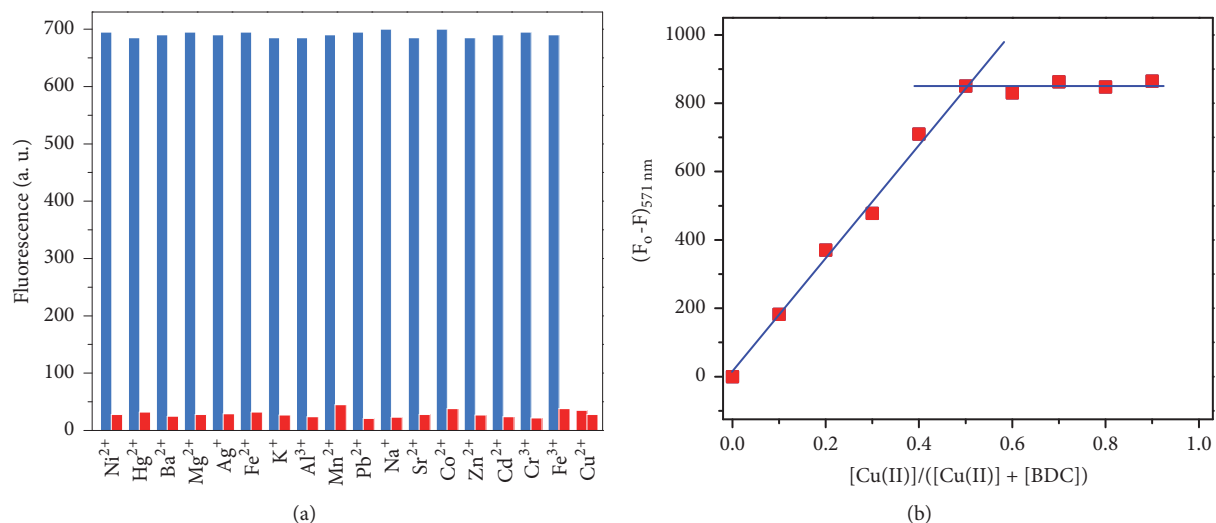 700
600
500
400
300
200
100
0
Fluorescence (a. u.)
Ni2+
Hg2+
Ba2+
Mg2+
Ag+
Fe2+
K+
Al3+
Mn2+
Pb2+
Na+
Sr2+
Co2+
Zn2+
Cd2+
Cr3+
Fe3+
Cu2+
(a)
1000
800
600
400
200
0
(Fo-F)571 nm
0.0 0.2 0.4 0.6 0.8 1.0
[Cu(II)]/([Cu(II)] + [BDC])
(b)